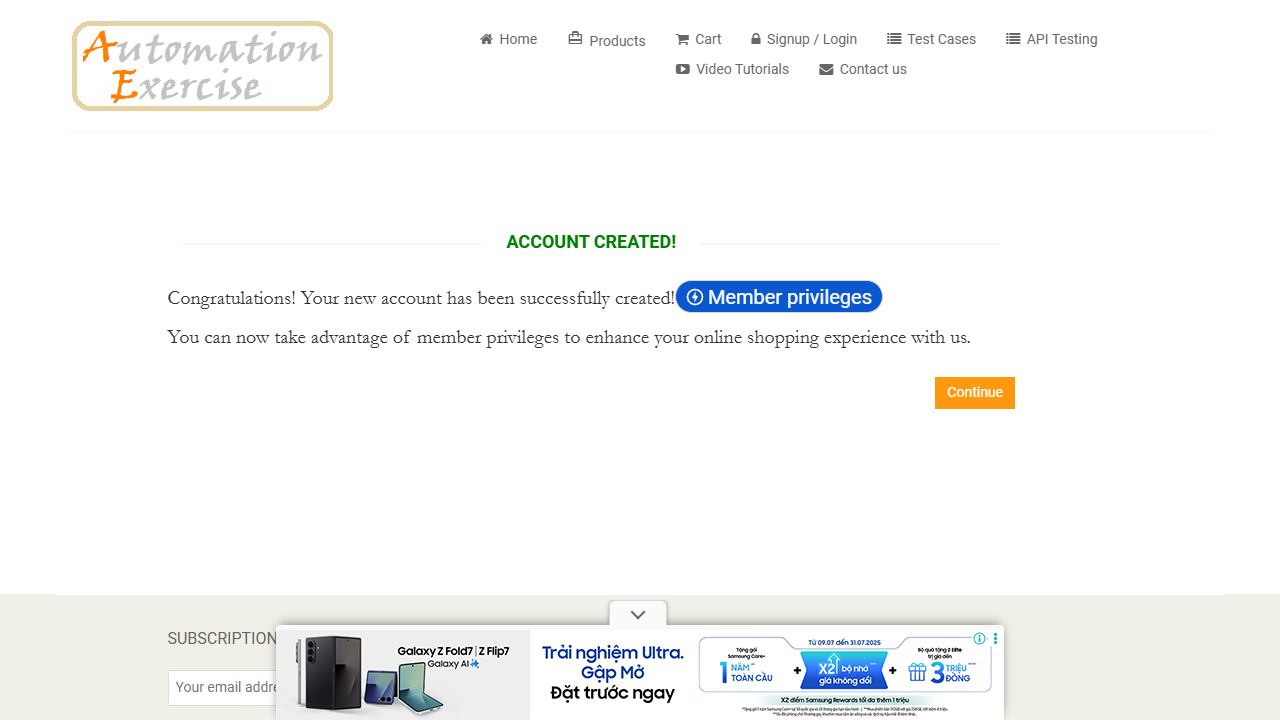 Automation
Exercise
Home
Products
Cart
Signup / Login
Test Cases
API Testing
Video Tutorials
Contact us
ACCOUNT CREATED!
Congratulations! Your new account has been successfully created!
Member privileges
You can now take advantage of member privileges to enhance your online shopping experience with us.
Continue
SUBSCRIPTION
Your email addre
Galaxy Z Fold7 | Z Flip7
Galaxy AI
Trải nghiệm Ultra.
Gập Mở
Đặt trước ngay
TỪ 09.07 đến 31.07.2025
Tặng gói
Samsung Care+
1 NĂM
TOÀN CẦU
+
X2 bộ nhớ
giá không đổi
+
Bộ quà tặng Z Elite
trị giá đến
3 TRIỆU
ĐỒNG
X2 điểm Samsung Rewards tối đa thêm 1 triệu